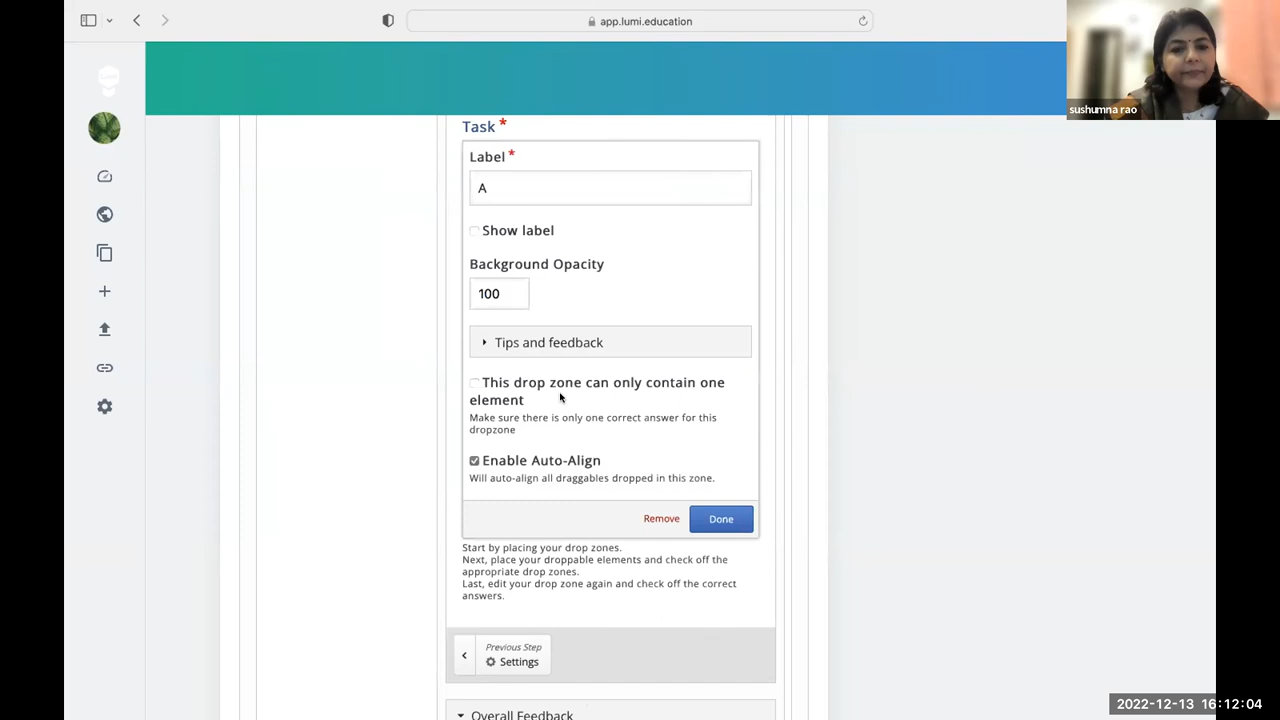 app.lumi.education
sushumna rao
Task *
Label *
A
Show label
Background Opacity
100
Tips and feedback
This drop zone can only contain one
element
Make sure there is only one correct answer for this
dropzone
Enable Auto-Align
Will auto-align all draggables dropped in this zone.
Remove
Done
Start by placing your drop zones.
Next, place your droppable elements and check off the
appropriate drop zones.
Last, edit your drop zone again and check off the correct
answers.
Previous Step
Settings
Overall Feedback
2022-12-13 16:12:04